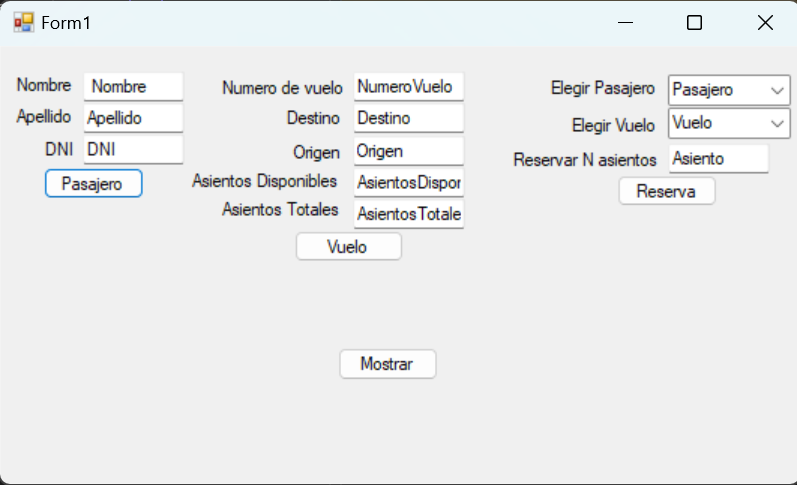 Form1
Nombre Nombre
Apellido Apellido
DNI DNI
Pasajero
Numero de vuelo NumeroVuelo
Destino Destino
Origen Origen
Asientos Disponibles AsientosDispor
Asientos Totales AsientosTotale
Vuelo
Elegir Pasajero Pasajero
Elegir Vuelo Vuelo
Reservar N asientos Asiento
Reserva
Mostrar